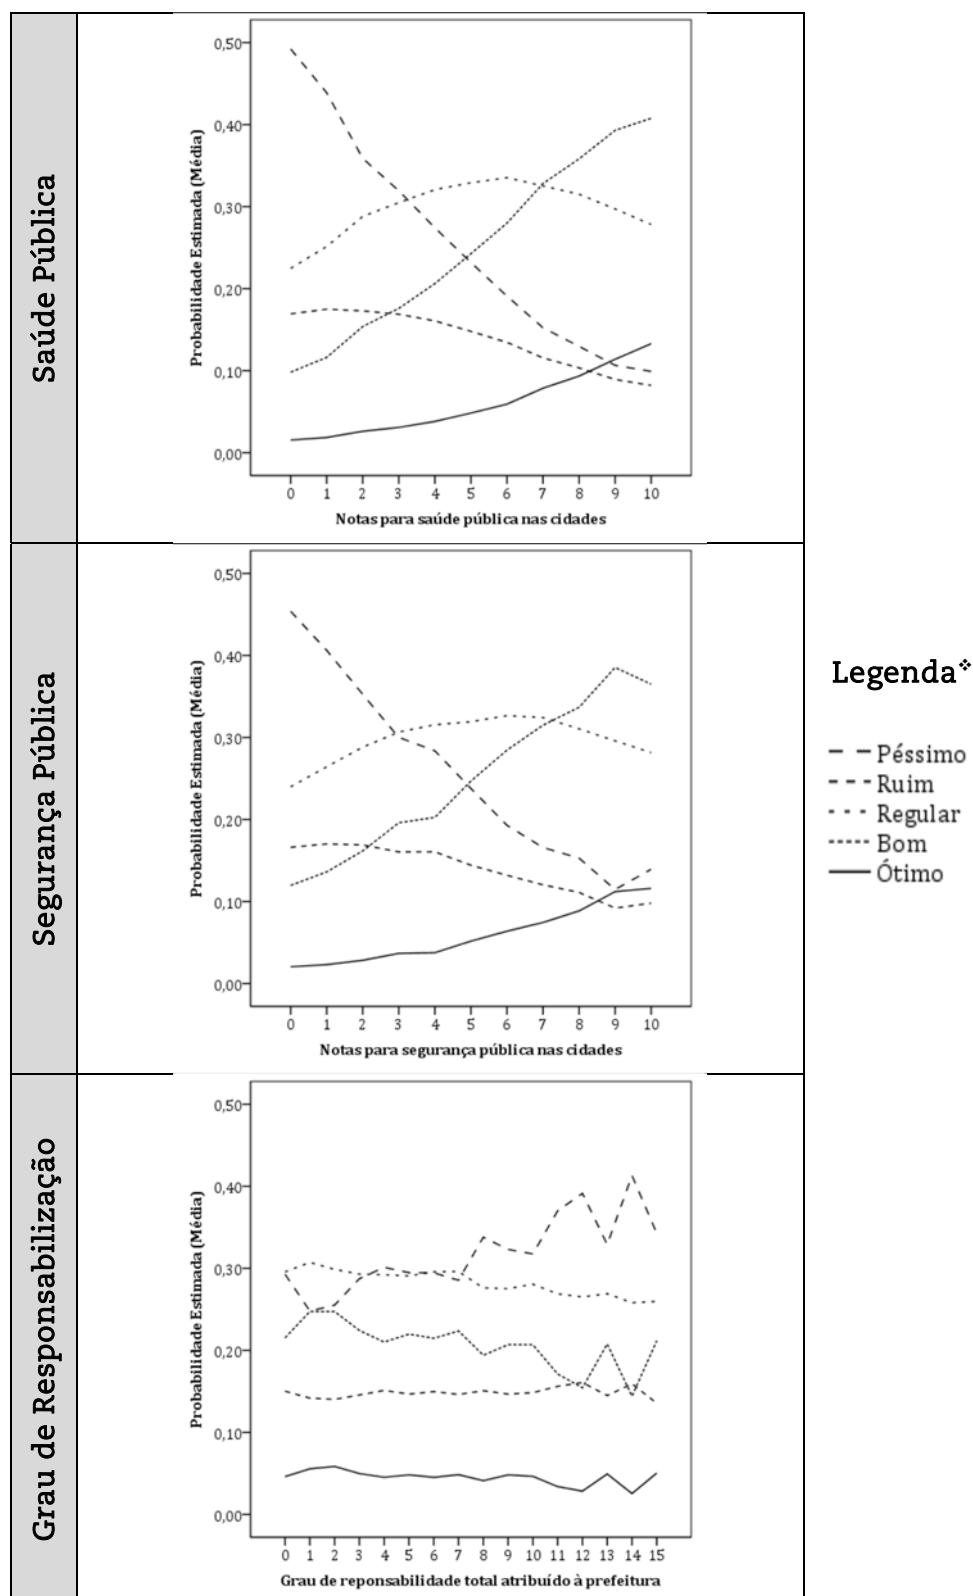 Saúde Pública
Probabilidade Estimada (Média)
0,50
0,40
0,30
0,20
0,10
0,00
0 1 2 3 4 5 6 7 8 9 10
Notas para saúde pública nas cidades
Segurança Pública
Probabilidade Estimada (Média)
0,50
0,40
0,30
0,20
0,10
0,00
0 1 2 3 4 5 6 7 8 9 10
Notas para segurança pública nas cidades
Grau de Responsabilização
Probabilidade Estimada (Média)
0,50
0,40
0,30
0,20
0,10
0,00
0 1 2 3 4 5 6 7 8 9 10 11 12 13 14 15
Grau de reponsabilidade total atribuído à prefeitura
Legenda❖
Péssimo
Ruim
Regular
Bom
Ótimo